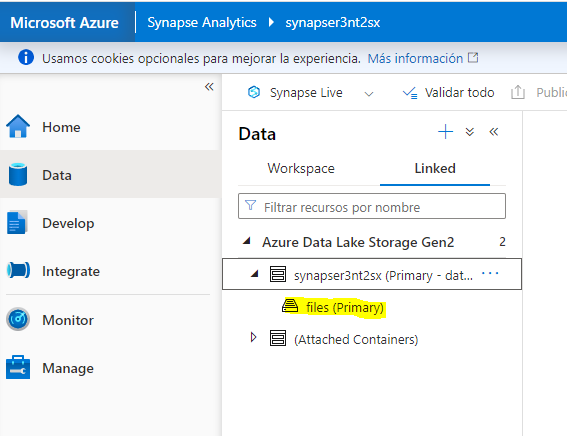 Microsoft Azure Synapse Analytics synapser3nt2sx
Usamos cookies opcionales para mejorar la experiencia. Más información
Synapse Live Validar todo Public
Home
Data
Develop
Integrate
Monitor
Manage
Data
Workspace Linked
Filtrar recursos por nombre
Azure Data Lake Storage Gen2 2
synapser3nt2sx (Primary - dat... ...
files (Primary)
(Attached Containers)